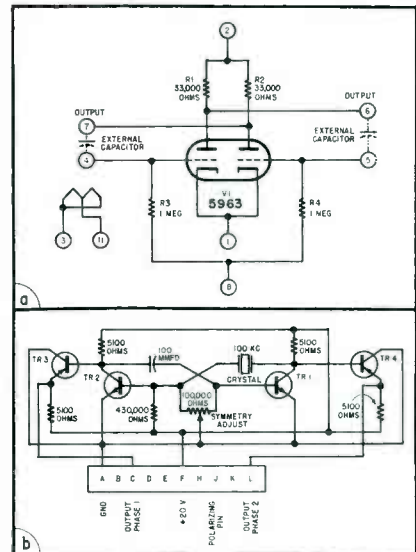 2
R1
33,000
OHMS
R2
33,000
OHMS
OUTPUT
7
EXTERNAL
CAPACITOR
4
OUTPUT
6
EXTERNAL
CAPACITOR
5
V1
5963
R3
1 MEG
R4
1 MEG
3
11
1
8
a
5100
OHMS
100
MMFD
100 KC
CRYSTAL
5100
OHMS
TR 3
TR 2
TR 1
TR 4
5100
OHMS
430,000
OHMS
100,000
OHMS
SYMMETRY
ADJUST
5100
OHMS
A B C D E F H J K L
GND
OUTPUT
PHASE 1
+20 V
POLARIZING
PIN
OUTPUT
PHASE 2
b